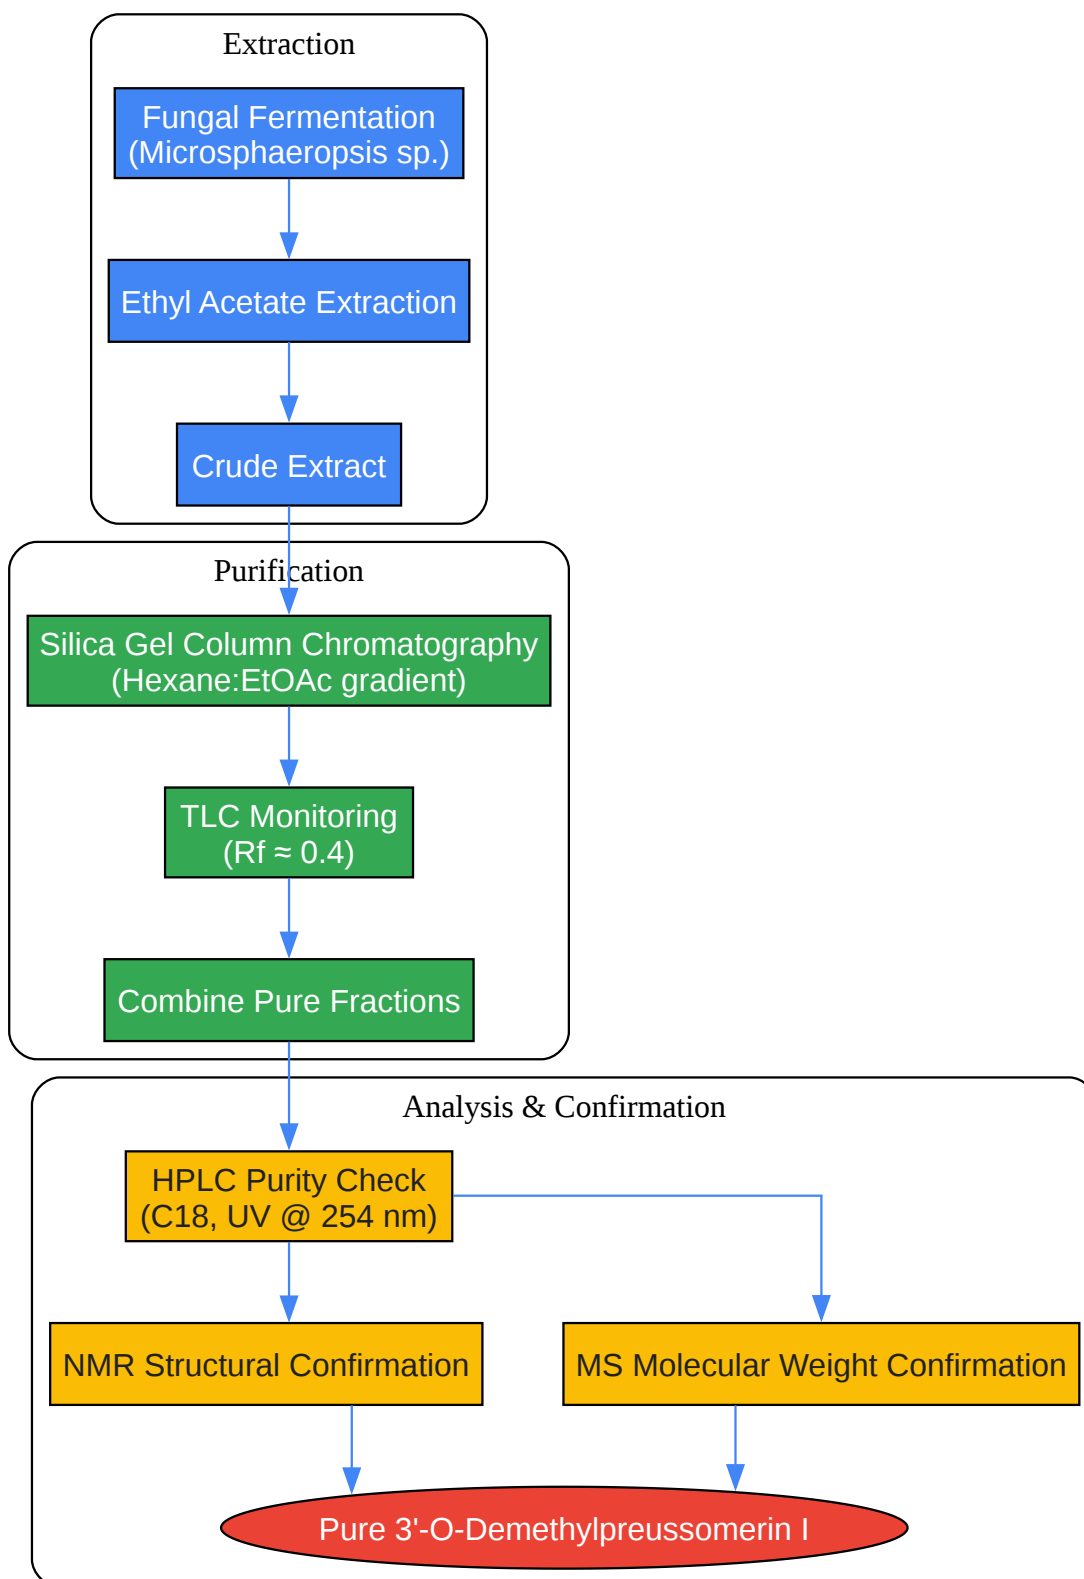 Extraction
Fungal Fermentation
(Microsphaeropsis sp.)
Ethyl Acetate Extraction
Crude Extract
Purification
Silica Gel Column Chromatography
(Hexane:EtOAc gradient)
TLC Monitoring
(Rf ≈ 0.4)
Combine Pure Fractions
Analysis & Confirmation
HPLC Purity Check
(C18, UV @ 254 nm)
NMR Structural Confirmation
MS Molecular Weight Confirmation
Pure 3'-O-Demethylpreussomerin I